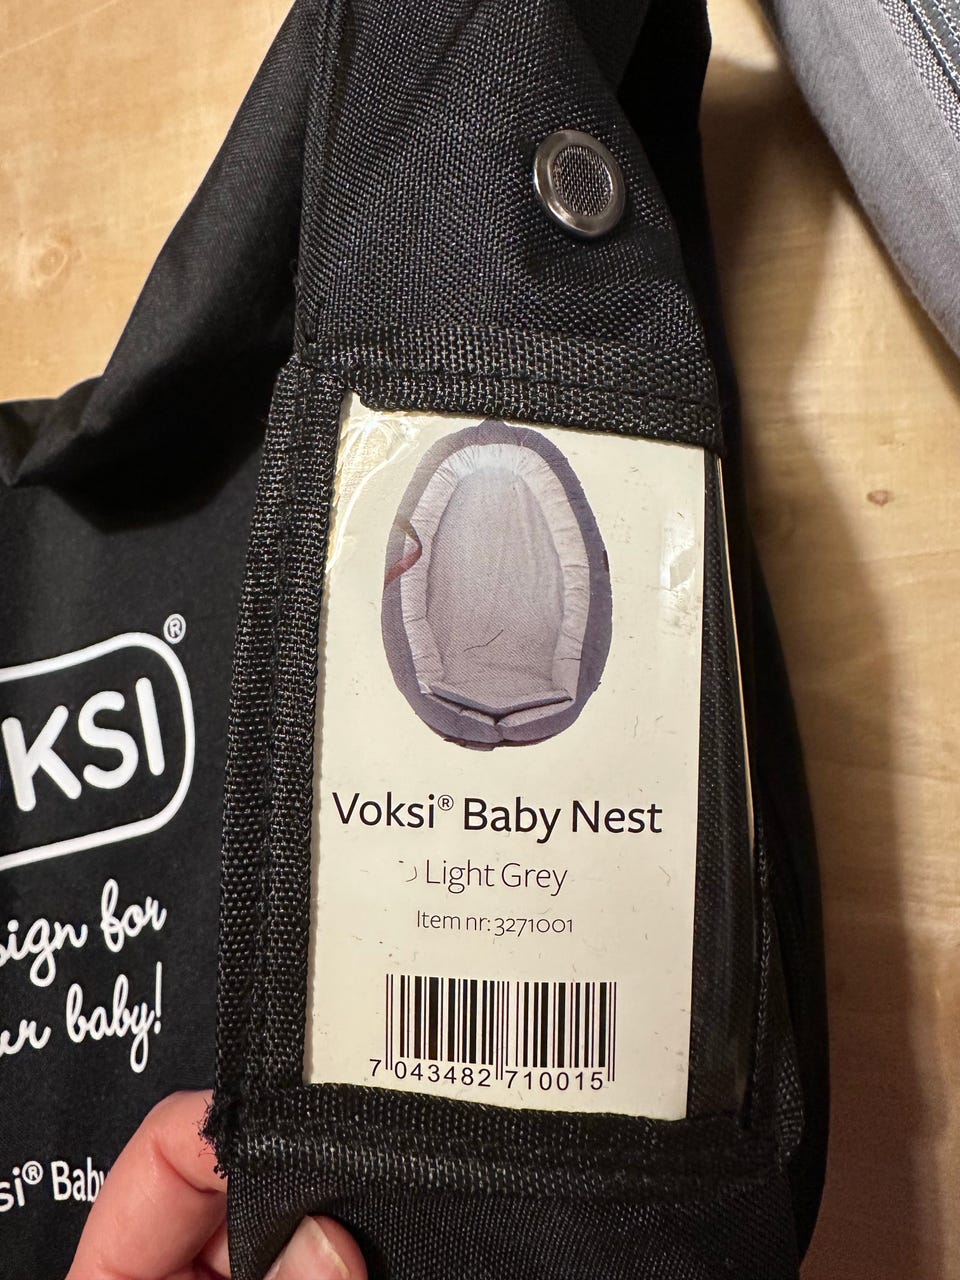 ®
KSI
sign for
ur baby!
si® Baby
Voksi® Baby Nest
Light Grey
Item nr: 3271001
7 043482 710015